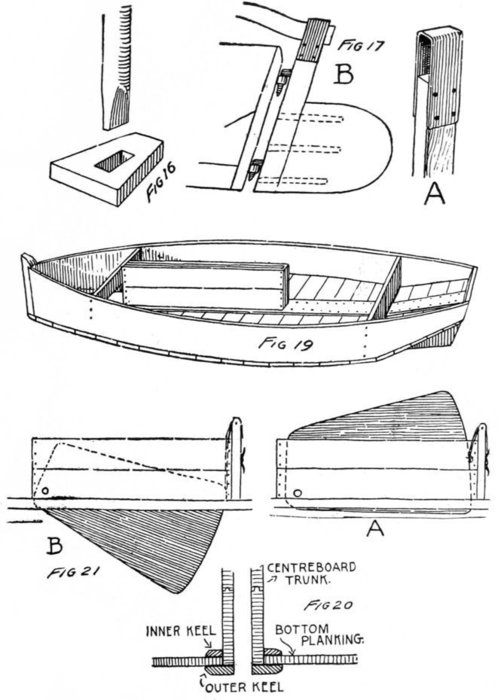 FIG 16
FIG 17
B
A
FIG 19
B
FIG 21
A
CENTREBOARD
TRUNK.
FIG 20
INNER KEEL
BOTTOM
PLANKING.
OUTER KEEL